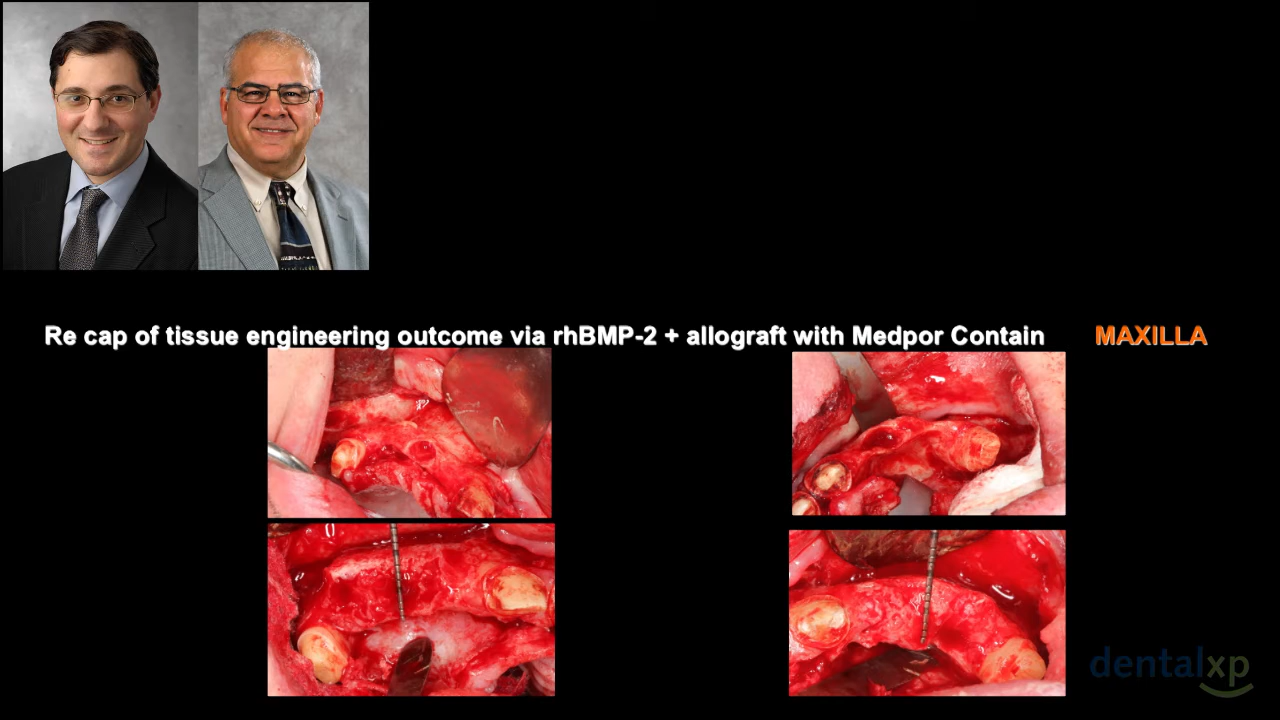 Re cap of tissue engineering outcome via rhBMP-2 + allograft with Medpor Contain MAXILLA
dentalxp